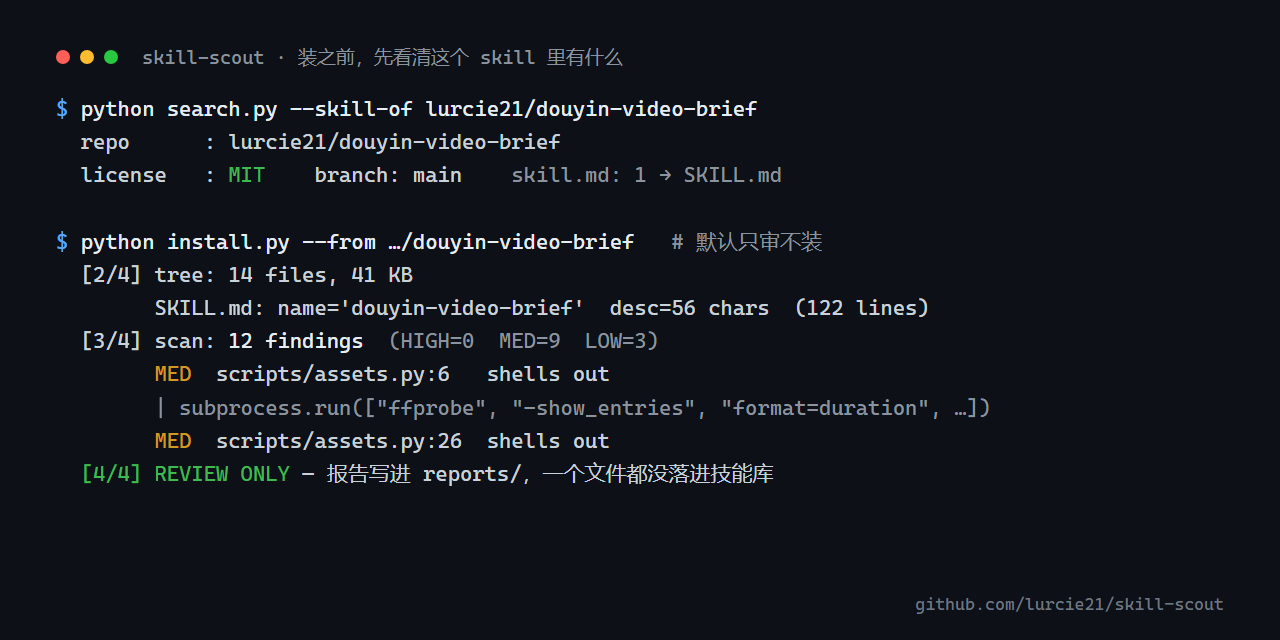 skill-scout · 装之前，先看清这个 skill 里有什么
$ python search.py --skill-of lurcie21/douyin-video-brief
repo      : lurcie21/douyin-video-brief
license   : MIT    branch: main    skill.md: 1 → SKILL.md
$ python install.py --from …/douyin-video-brief   # 默认只审不装
[2/4] tree: 14 files, 41 KB
SKILL.md: name='douyin-video-brief'  desc=56 chars  (122 lines)
[3/4] scan: 12 findings  (HIGH=0  MED=9  LOW=3)
MED  scripts/assets.py:6   shells out
| subprocess.run(["ffprobe", "-show_entries", "format=duration", …])
MED  scripts/assets.py:26  shells out
[4/4] REVIEW ONLY — 报告写进 reports/，一个文件都没落进技能库
github.com/lurcie21/skill-scout